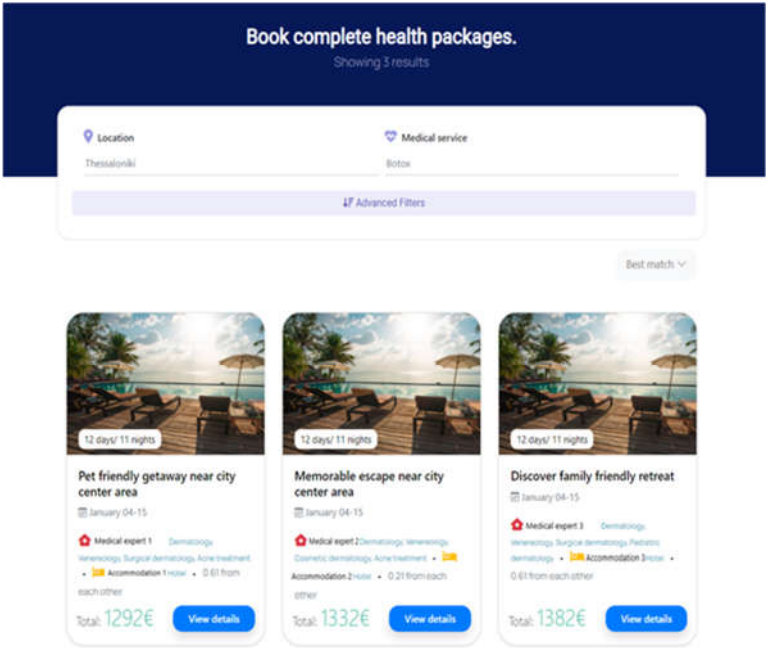 Book complete health packages.
Showing 3 results
Location
Medical service
Thessaloniki
Botox
Advanced Filters
Best match
12 days/ 11 nights
Pet friendly getaway near city
center area
January 04-15
Medical expert 1 Dermatology,
Venereology, Surgical dermatology, Acne treatment
• Accommodation 1 Hotel • 0.61 from
each other
Total: 1292€
View details
12 days/ 11 nights
Memorable escape near city
center area
January 04-15
Medical expert 2 Dermatology, Venereology,
Cosmetic dermatology, Acne treatment •
Accommodation 2 Hotel • 0.21 from each
other
Total: 1332€
View details
12 days/ 11 nights
Discover family friendly retreat
January 04-15
Medical expert 3 Dermatology,
Venereology, Surgical dermatology, Pediatric
dermatology • Accommodation 3 Hotel •
0.61 from each other
Total: 1382€
View details